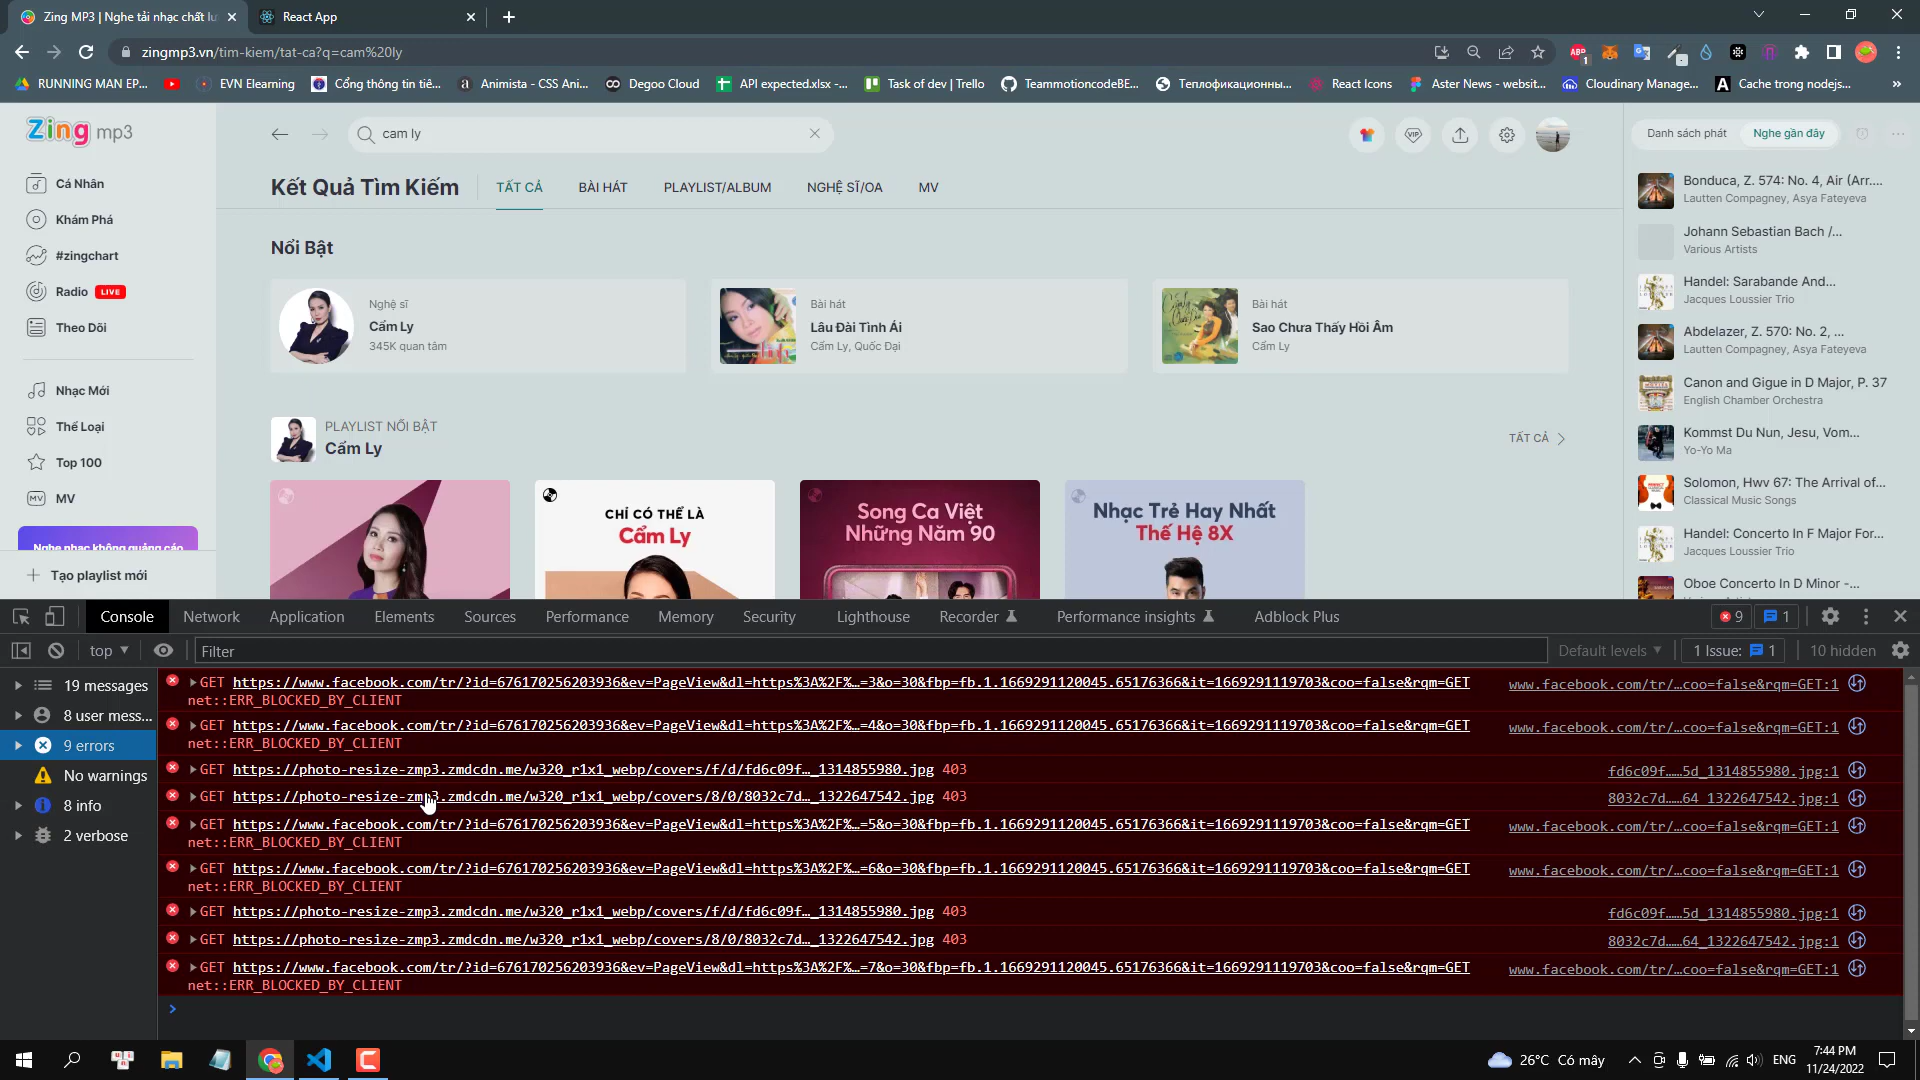 Zing MP3 | Nghe tải nhạc chất lư
React App
zingmp3.vn/tim-kiem/tat-ca?q=cam%20ly
RUNNING MAN EP...
EVN Elearning
Cổng thông tin tiê...
Animista - CSS Ani...
Degoo Cloud
API expected.xlsx -...
Task of dev | Trello
TeammotioncodeBE...
Теплофикационны...
React Icons
Aster News - websit...
Cloudinary Manage...
Cache trong nodejs...
Zing mp3
cam ly
VIP
Danh sách phát
Nghe gần đây
Cá Nhân
Khám Phá
#zingchart
Radio LIVE
Theo Dõi
Nhạc Mới
Thể Loại
Top 100
MV
Nghe nhạc không quảng cáo
Tạo playlist mới
Kết Quả Tìm Kiếm
TẤT CẢ
BÀI HÁT
PLAYLIST/ALBUM
NGHỆ SĨ/OA
MV
Nổi Bật
Nghệ sĩ
Cẩm Ly
345K quan tâm
Bài hát
Lâu Đài Tình Ái
Cẩm Ly, Quốc Đại
Bài hát
Sao Chưa Thấy Hồi Âm
Cẩm Ly
PLAYLIST NỔI BẬT
Cẩm Ly
TẤT CẢ
CHỈ CÓ THỂ LÀ
Cẩm Ly
Song Ca Việt
Những Năm 90
Nhạc Trẻ Hay Nhất
Thế Hệ 8X
Bonduca, Z. 574: No. 4, Air (Arr....
Lautten Compagney, Asya Fateyeva
Johann Sebastian Bach /...
Various Artists
Handel: Sarabande And...
Jacques Loussier Trio
Abdelazer, Z. 570: No. 2, ...
Lautten Compagney, Asya Fateyeva
Canon and Gigue in D Major, P. 37
English Chamber Orchestra
Kommst Du Nun, Jesu, Vom...
Yo-Yo Ma
Solomon, Hwv 67: The Arrival of...
Classical Music Songs
Handel: Concerto In F Major For...
Jacques Loussier Trio
Oboe Concerto In D Minor -...
Console
Network
Application
Elements
Sources
Performance
Memory
Security
Lighthouse
Recorder
Performance insights
Adblock Plus
9
1
top
Filter
Default levels
1 Issue: 1
10 hidden
19 messages
8 user mess...
9 errors
No warnings
8 info
2 verbose
GET https://www.facebook.com/tr/?id=676170256203936&ev=PageView&dl=https%3A%2F%…=3&o=30&fbp=fb.1.1669291120045.65176366&it=1669291119703&coo=false&rqm=GET www.facebook.com/tr/…coo=false&rqm=GET:1
net::ERR_BLOCKED_BY_CLIENT
GET https://www.facebook.com/tr/?id=676170256203936&ev=PageView&dl=https%3A%2F%…=4&o=30&fbp=fb.1.1669291120045.65176366&it=1669291119703&coo=false&rqm=GET www.facebook.com/tr/…coo=false&rqm=GET:1
net::ERR_BLOCKED_BY_CLIENT
GET https://photo-resize-zmp3.zmdcdn.me/w320_r1x1_webp/covers/f/d/fd6c09f…_1314855980.jpg 403 fd6c09f……5d_1314855980.jpg:1
GET https://photo-resize-zmp3.zmdcdn.me/w320_r1x1_webp/covers/8/0/8032c7d…_1322647542.jpg 403 8032c7d……64_1322647542.jpg:1
GET https://www.facebook.com/tr/?id=676170256203936&ev=PageView&dl=https%3A%2F%…=5&o=30&fbp=fb.1.1669291120045.65176366&it=1669291119703&coo=false&rqm=GET www.facebook.com/tr/…coo=false&rqm=GET:1
net::ERR_BLOCKED_BY_CLIENT
GET https://www.facebook.com/tr/?id=676170256203936&ev=PageView&dl=https%3A%2F%…=6&o=30&fbp=fb.1.1669291120045.65176366&it=1669291119703&coo=false&rqm=GET www.facebook.com/tr/…coo=false&rqm=GET:1
net::ERR_BLOCKED_BY_CLIENT
GET https://photo-resize-zmp3.zmdcdn.me/w320_r1x1_webp/covers/f/d/fd6c09f…_1314855980.jpg 403 fd6c09f……5d_1314855980.jpg:1
GET https://photo-resize-zmp3.zmdcdn.me/w320_r1x1_webp/covers/8/0/8032c7d…_1322647542.jpg 403 8032c7d……64_1322647542.jpg:1
GET https://www.facebook.com/tr/?id=676170256203936&ev=PageView&dl=https%3A%2F%…=7&o=30&fbp=fb.1.1669291120045.65176366&it=1669291119703&coo=false&rqm=GET www.facebook.com/tr/…coo=false&rqm=GET:1
net::ERR_BLOCKED_BY_CLIENT
26°C Có mây
ENG
7:44 PM
11/24/2022